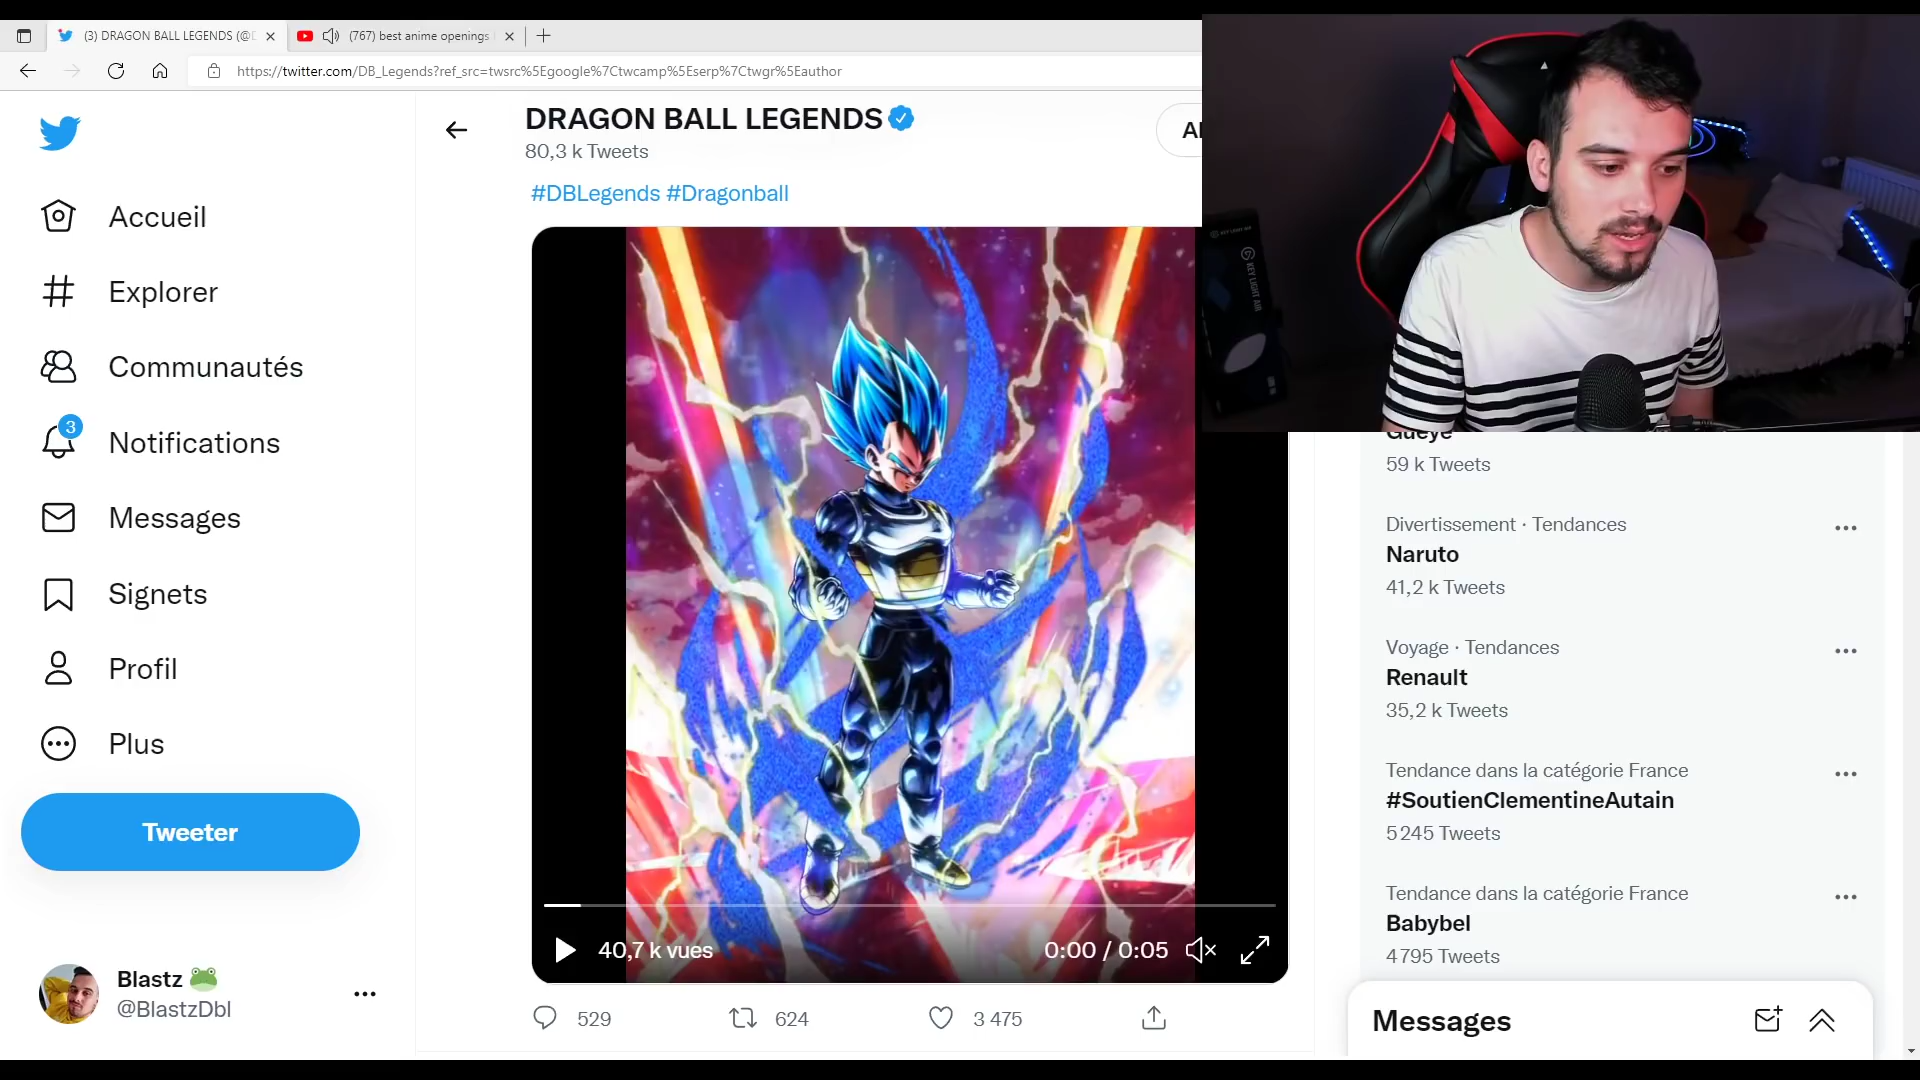 (3) DRAGON BALL LEGENDS (@D
(767) best anime openings
https://twitter.com/DB_Legends?ref_src=twsrc%5Egoogle%7Ctwcamp%5Eserp%7Ctwgr%5Eauthor
DRAGON BALL LEGENDS
80,3 k Tweets
#DBLegends #Dragonball
Accueil
Explorer
Communautés
3
Notifications
Messages
Signets
Profil
Plus
Tweeter
Blastz
@BlastzDbl
40,7 k vues
0:00 / 0:05
529
624
3 475
KEY LIGHT AIR
Gueye
59 k Tweets
Divertissement · Tendances
Naruto
41,2 k Tweets
Voyage · Tendances
Renault
35,2 k Tweets
Tendance dans la catégorie France
#SoutienClementineAutain
5 245 Tweets
Tendance dans la catégorie France
Babybel
4 795 Tweets
Messages